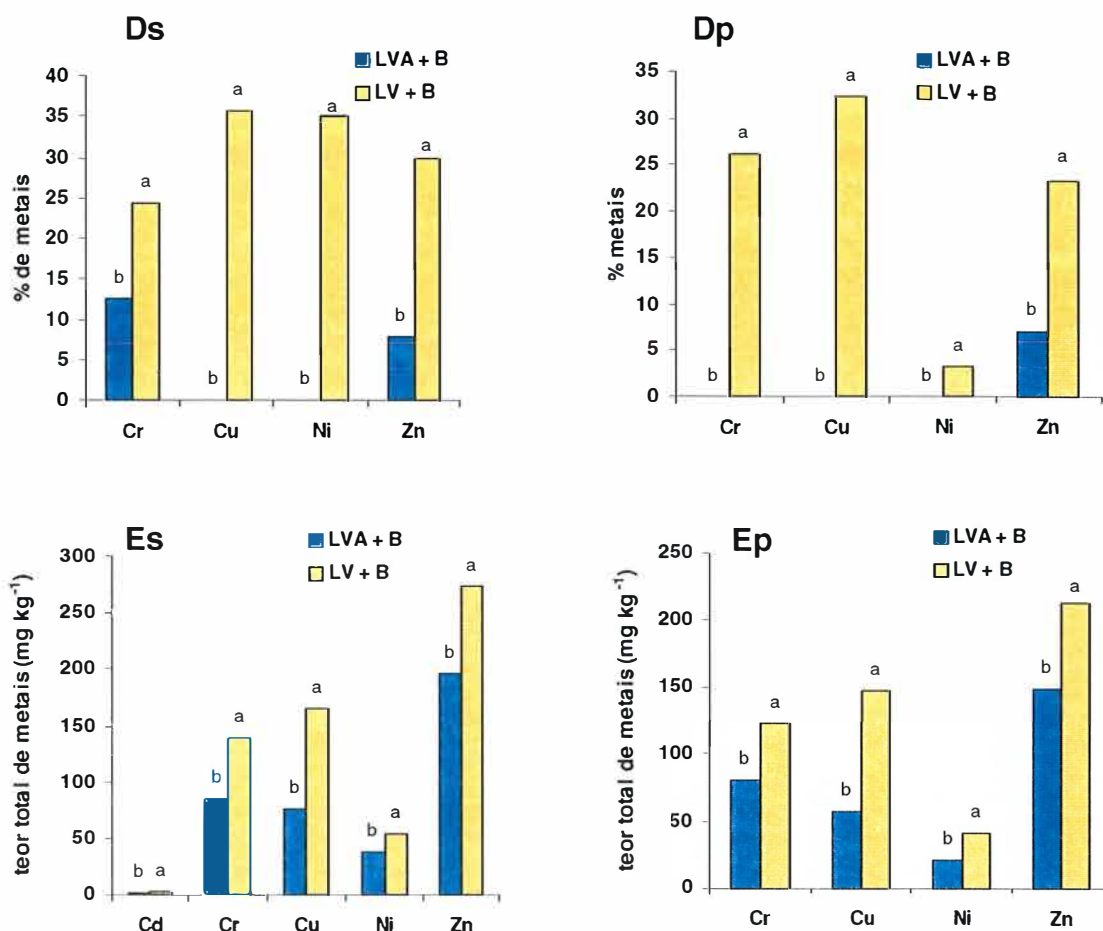 Ds
LVA + B
LV + B
% de metais
40
35
30
25
20
15
10
5
0
b
a
b
a
b
a
b
a
Cr Cu Ni Zn
Dp
LVA + B
LV + B
% metais
35
30
25
20
15
10
5
0
b
a
b
a
b
a
b
a
Cr Cu Ni Zn
Es
LVA + B
LV + B
teor total de metais (mg kg⁻¹)
300
250
200
150
100
50
0
b
a
b
a
b
a
b
a
b
a
Cd Cr Cu Ni Zn
Ep
LVA + B
LV + B
teor total de metais (mg kg⁻¹)
250
200
150
100
50
0
b
a
b
a
b
a
b
a
Cr Cu Ni Zn